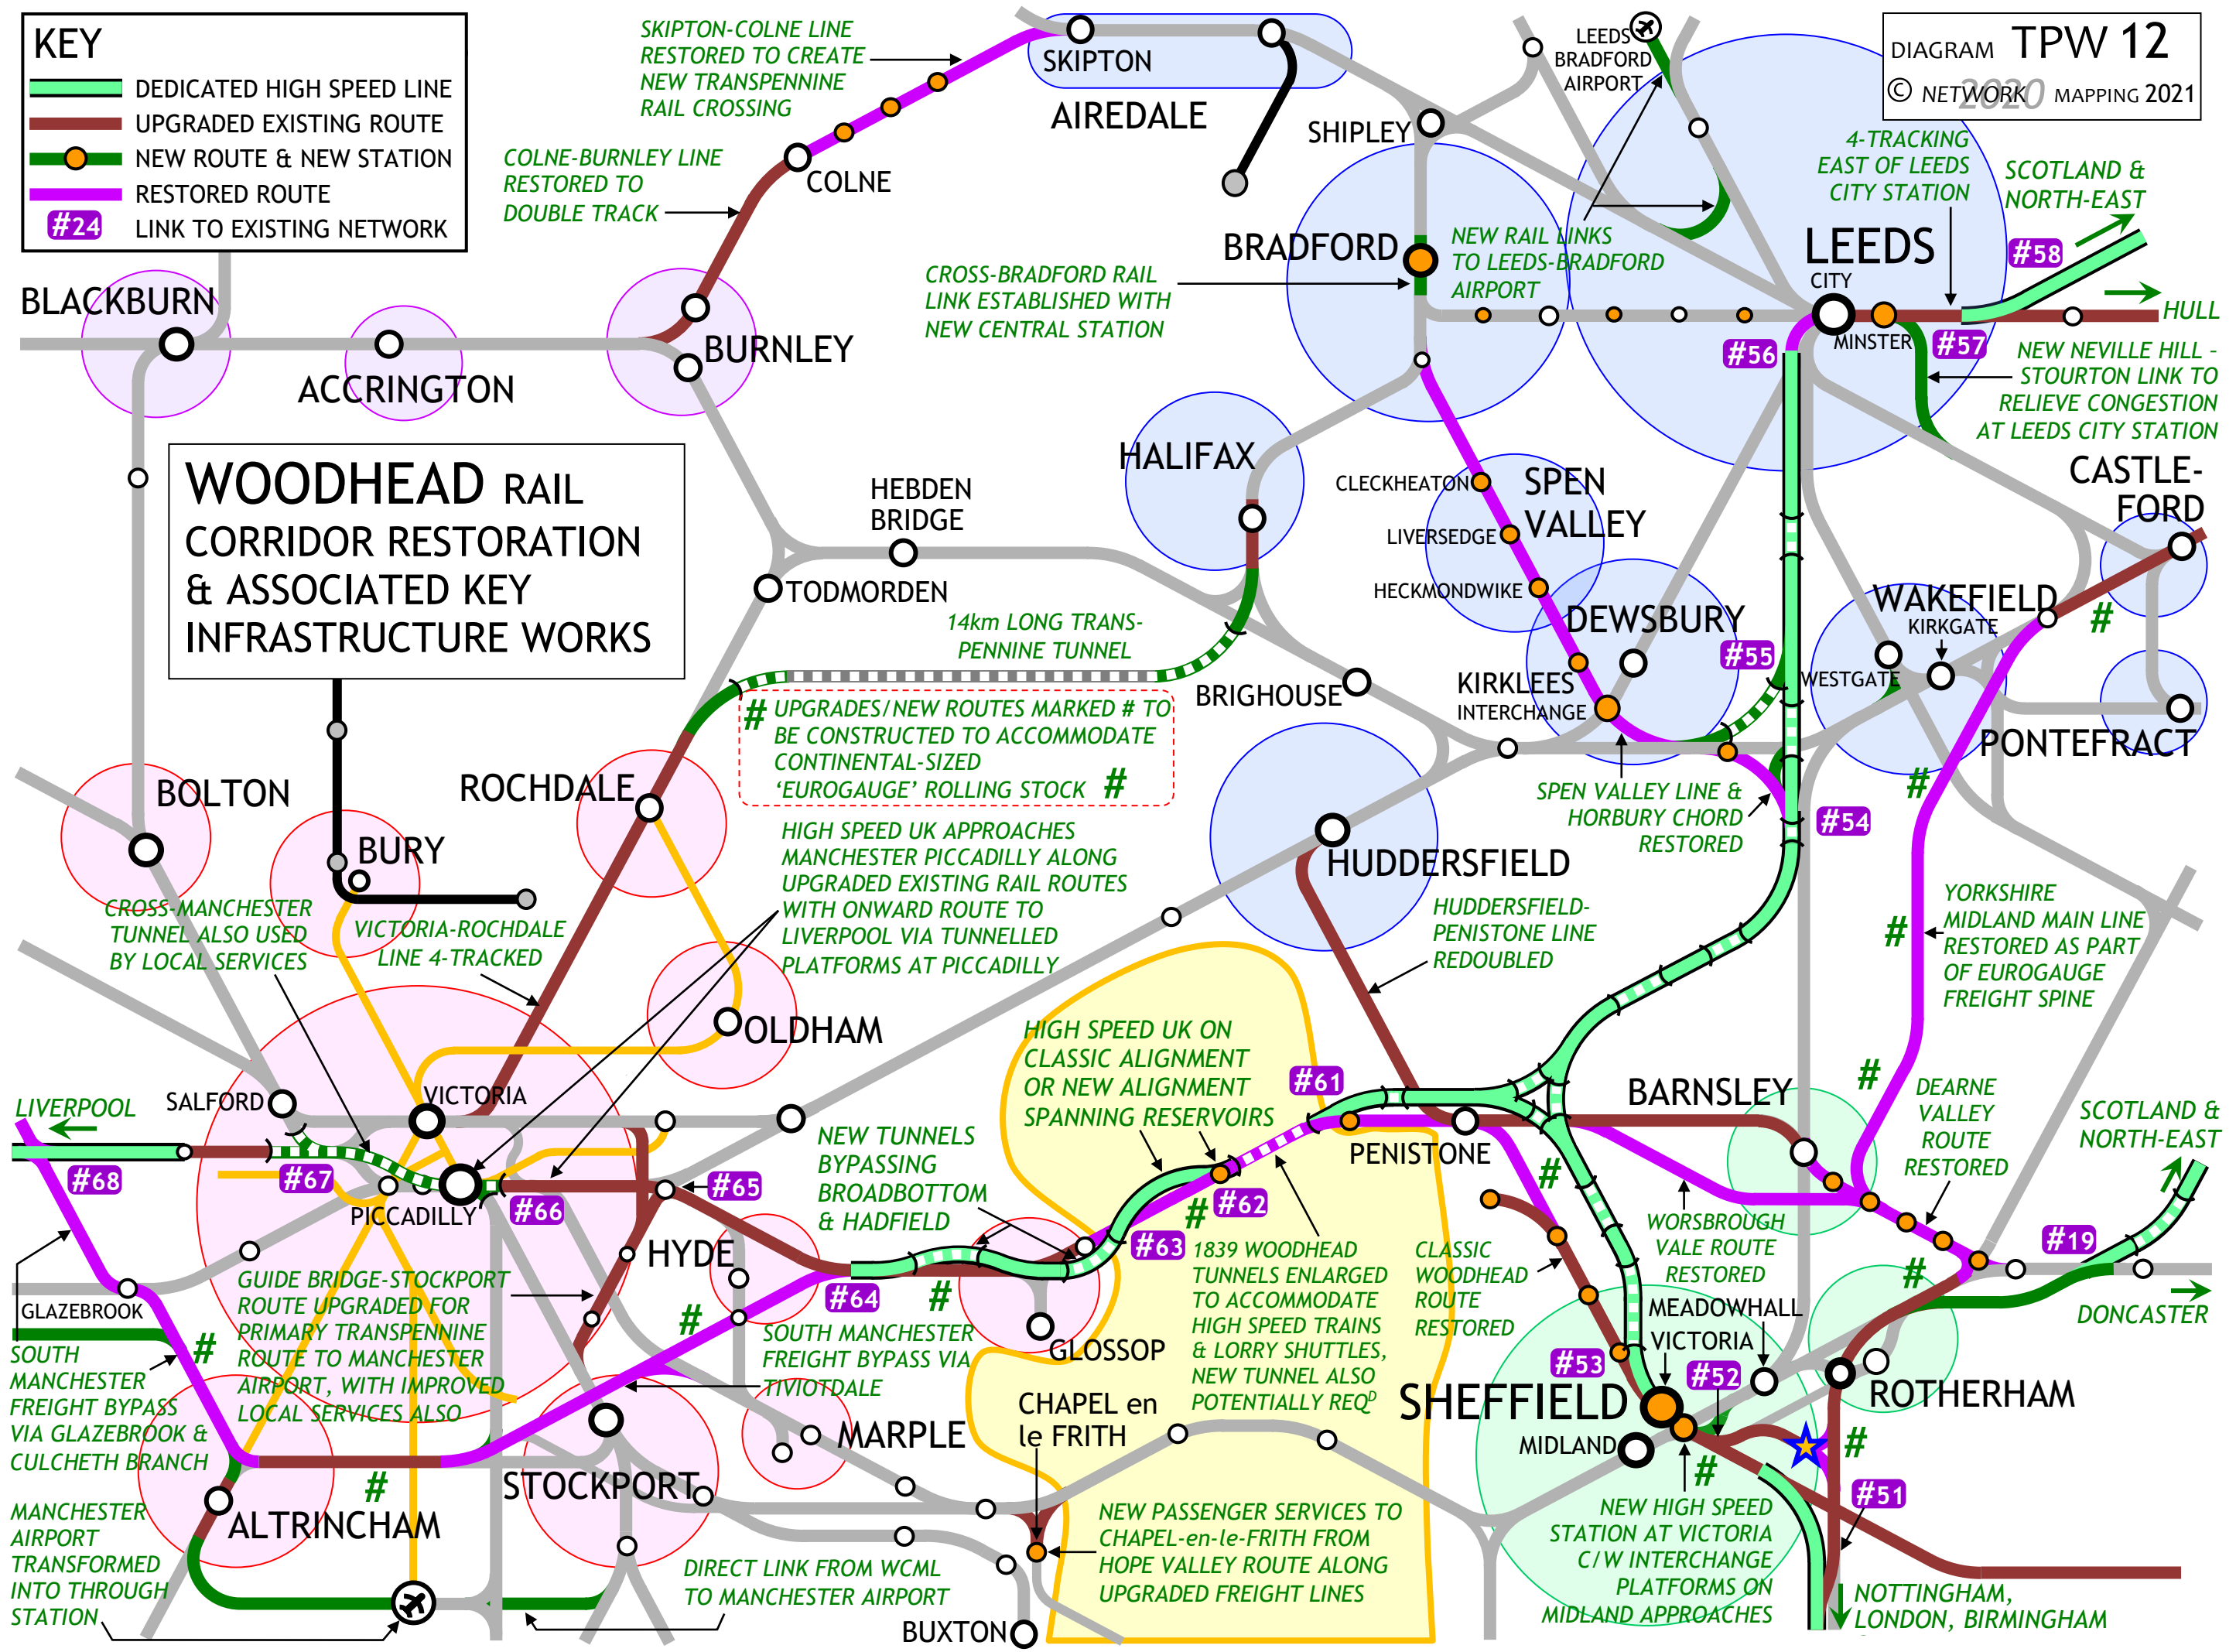 KEY
DEDICATED HIGH SPEED LINE
UPGRADED EXISTING ROUTE
NEW ROUTE & NEW STATION
RESTORED ROUTE
#24 LINK TO EXISTING NETWORK
SKIPTON-COLNE LINE
RESTORED TO CREATE
NEW TRANSPENNINE
RAIL CROSSING
SKIPTON
AIREDALE
COLNE-BURNLEY LINE
RESTORED TO
DOUBLE TRACK
COLNE
SHIPLEY
LEEDS
BRADFORD
AIRPORT
DIAGRAM TPW 12
© NETWORK 2020 MAPPING 2021
4-TRACKING
EAST OF LEEDS
CITY STATION
SCOTLAND &
NORTH-EAST
#58
HULL
BRADFORD
NEW RAIL LINKS
TO LEEDS-BRADFORD
AIRPORT
CROSS-BRADFORD RAIL
LINK ESTABLISHED WITH
NEW CENTRAL STATION
LEEDS
CITY
MINSTER
#56
#57
NEW NEVILLE HILL –
STOURTON LINK TO
RELIEVE CONGESTION
AT LEEDS CITY STATION
BLACKBURN
ACCRINGTON
BURNLEY
WOODHEAD RAIL
CORRIDOR RESTORATION
& ASSOCIATED KEY
INFRASTRUCTURE WORKS
HEBDEN
BRIDGE
TODMORDEN
HALIFAX
CLECKHEATON
SPEN
VALLEY
LIVERSEDGE
HECKMONDWIKE
DEWSBURY
KIRKLEES
INTERCHANGE
#55
CASTLE-
FORD
WAKEFIELD
KIRKGATE
WESTGATE
#
PONTEFRACT
14km LONG TRANS-
PENNINE TUNNEL
BRIGHOUSE
# UPGRADES/NEW ROUTES MARKED # TO
BE CONSTRUCTED TO ACCOMMODATE
CONTINENTAL-SIZED
‘EUROGAUGE’ ROLLING STOCK #
SPEN VALLEY LINE &
HORBURY CHORD
RESTORED
#54
#
BOLTON
BURY
ROCHDALE
HIGH SPEED UK APPROACHES
MANCHESTER PICCADILLY ALONG
UPGRADED EXISTING RAIL ROUTES
WITH ONWARD ROUTE TO
LIVERPOOL VIA TUNNELLED
PLATFORMS AT PICCADILLY
HUDDERSFIELD
HUDDERSFIELD-
PENISTONE LINE
REDOUBLED
#
YORKSHIRE
MIDLAND MAIN LINE
RESTORED AS PART
OF EUROGAUGE
FREIGHT SPINE
CROSS-MANCHESTER
TUNNEL ALSO USED
BY LOCAL SERVICES
VICTORIA-ROCHDALE
LINE 4-TRACKED
OLDHAM
HIGH SPEED UK ON
CLASSIC ALIGNMENT
OR NEW ALIGNMENT
SPANNING RESERVOIRS
#61
PENISTONE
BARNSLEY
#
DEARNE
VALLEY
ROUTE
RESTORED
SCOTLAND &
NORTH-EAST
LIVERPOOL
SALFORD
VICTORIA
#68
#67
PICCADILLY
#66
#65
NEW TUNNELS
BYPASSING
BROADBOTTOM
& HADFIELD
#62
#
#63
#
WORSBROUGH
VALE ROUTE
RESTORED
#19
#
DONCASTER
HYDE
#64
#
#
GLOSSOP
1839 WOODHEAD
TUNNELS ENLARGED
TO ACCOMMODATE
HIGH SPEED TRAINS
& LORRY SHUTTLES,
NEW TUNNEL ALSO
POTENTIALLY REQD
CLASSIC
WOODHEAD
ROUTE
RESTORED
MEADOWHALL
VICTORIA
#53
#52
SHEFFIELD
MIDLAND
ROTHERHAM
GLAZEBROOK
GUIDE BRIDGE-STOCKPORT
ROUTE UPGRADED FOR
PRIMARY TRANSPENNINE
ROUTE TO MANCHESTER
AIRPORT, WITH IMPROVED
LOCAL SERVICES ALSO
SOUTH MANCHESTER
FREIGHT BYPASS VIA
TIVIOTDALE
SOUTH
MANCHESTER
FREIGHT BYPASS
VIA GLAZEBROOK &
CULCHETH BRANCH
#
#
ALTRINCHAM
STOCKPORT
MARPLE
CHAPEL en
le FRITH
#
#
#51
MANCHESTER
AIRPORT
TRANSFORMED
INTO THROUGH
STATION
DIRECT LINK FROM WCML
TO MANCHESTER AIRPORT
BUXTON
NEW PASSENGER SERVICES TO
CHAPEL-en-le-FRITH FROM
HOPE VALLEY ROUTE ALONG
UPGRADED FREIGHT LINES
NEW HIGH SPEED
STATION AT VICTORIA
C/W INTERCHANGE
PLATFORMS ON
MIDLAND APPROACHES
NOTTINGHAM,
LONDON, BIRMINGHAM